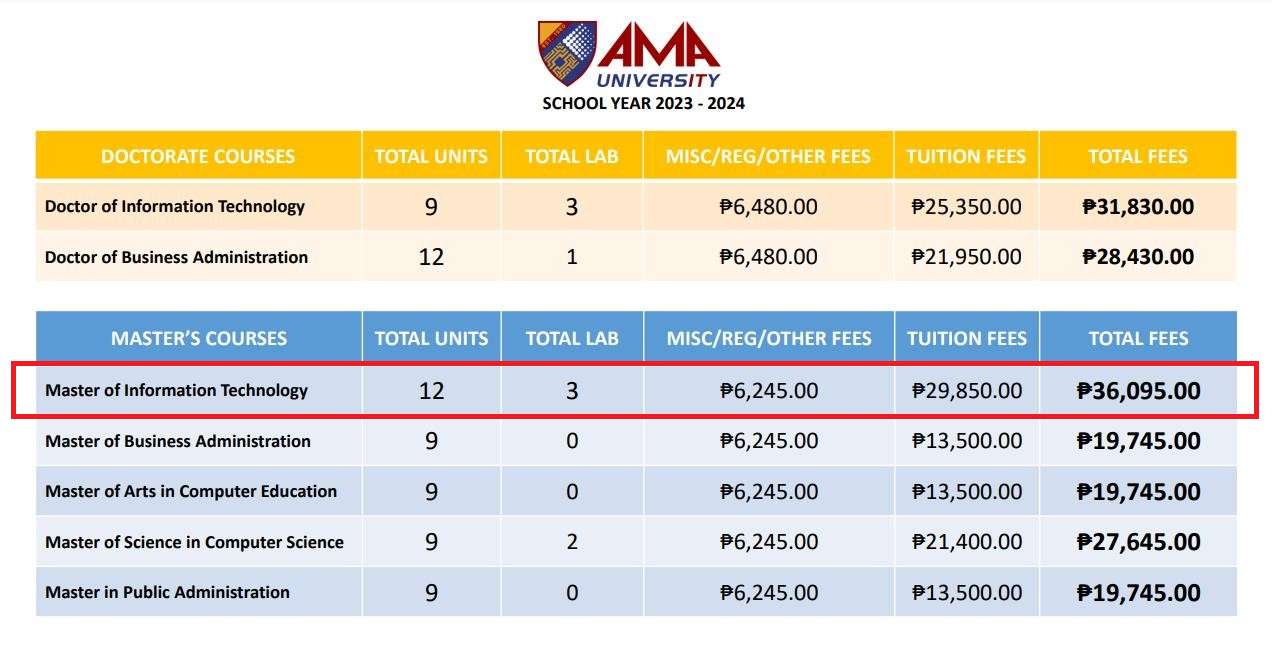 EST. 1980
AMA
UNIVERSITY
SCHOOL YEAR 2023 - 2024
DOCTORATE COURSES TOTAL UNITS TOTAL LAB MISC/REG/OTHER FEES TUITION FEES TOTAL FEES
Doctor of Information Technology 9 3 ₱6,480.00 ₱25,350.00 ₱31,830.00
Doctor of Business Administration 12 1 ₱6,480.00 ₱21,950.00 ₱28,430.00
MASTER’S COURSES TOTAL UNITS TOTAL LAB MISC/REG/OTHER FEES TUITION FEES TOTAL FEES
Master of Information Technology 12 3 ₱6,245.00 ₱29,850.00 ₱36,095.00
Master of Business Administration 9 0 ₱6,245.00 ₱13,500.00 ₱19,745.00
Master of Arts in Computer Education 9 0 ₱6,245.00 ₱13,500.00 ₱19,745.00
Master of Science in Computer Science 9 2 ₱6,245.00 ₱21,400.00 ₱27,645.00
Master in Public Administration 9 0 ₱6,245.00 ₱13,500.00 ₱19,745.00